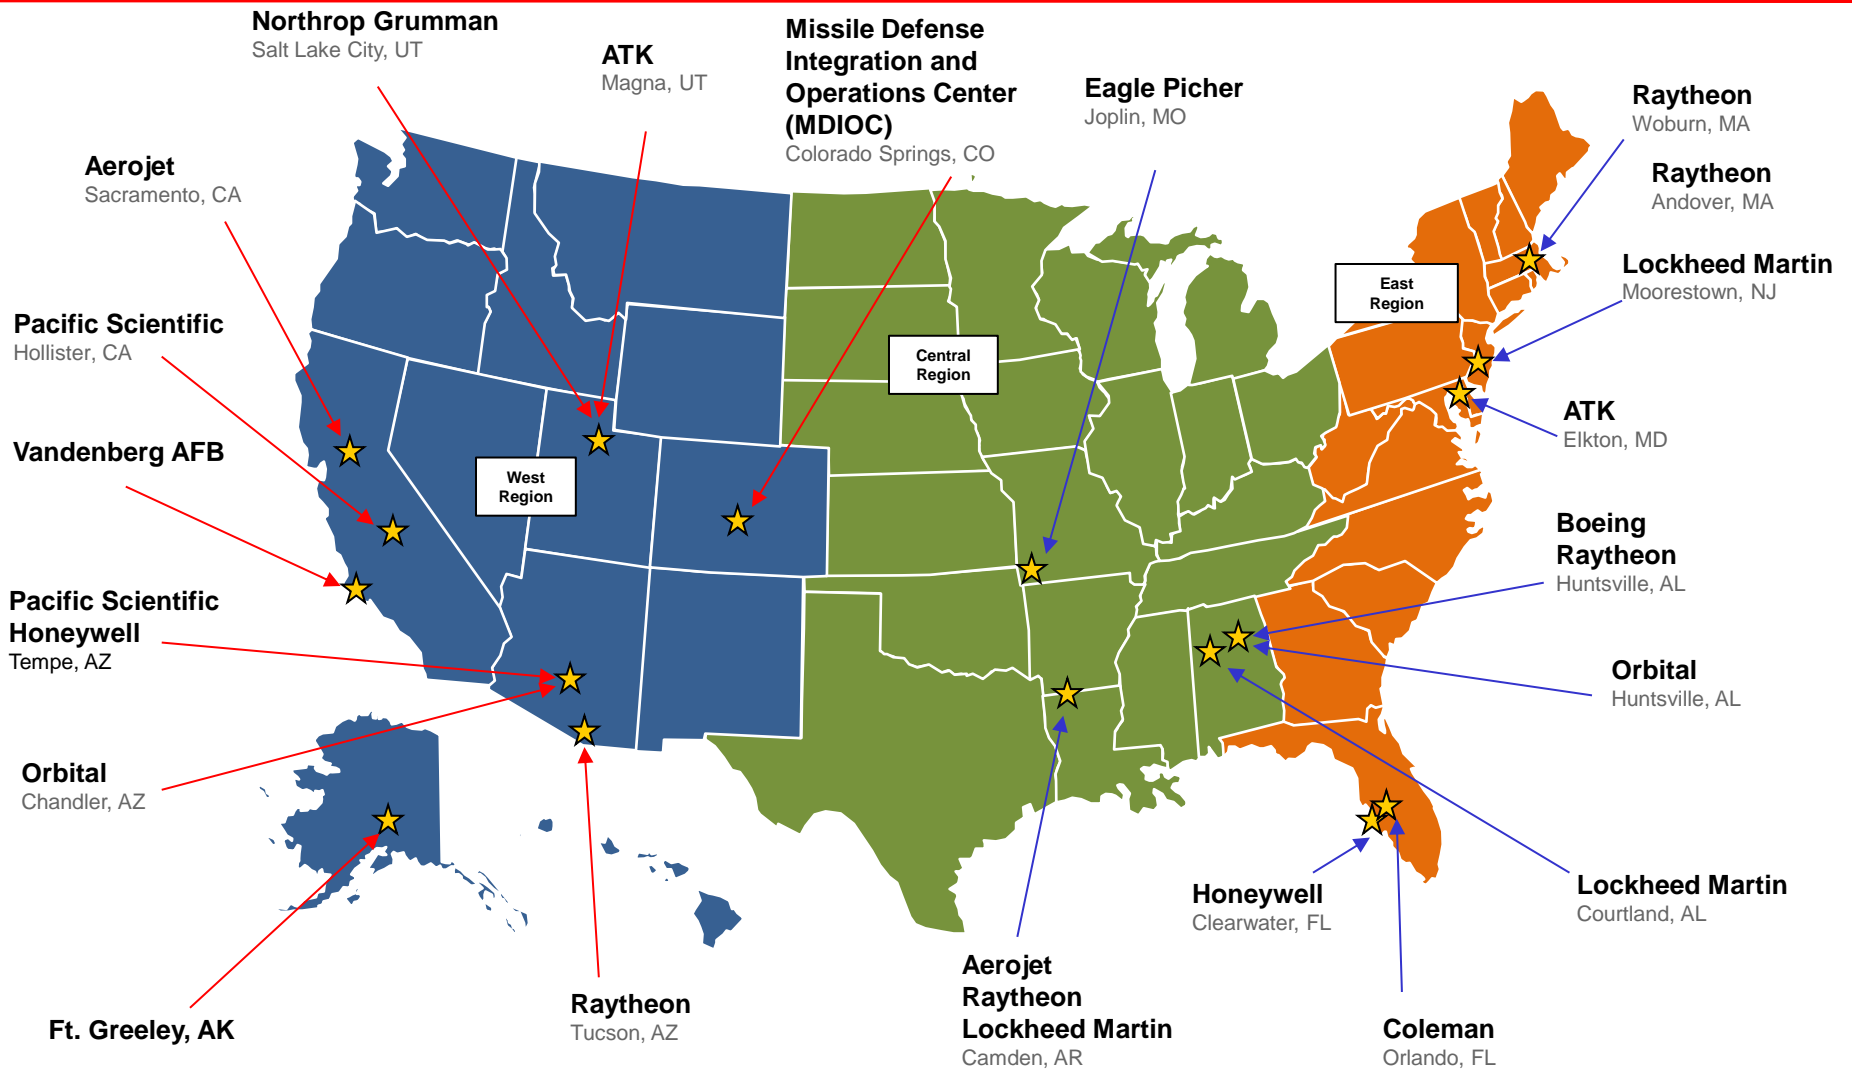 Northrop Grumman
Salt Lake City, UT
ATK
Magna, UT
Missile Defense
Integration and
Operations Center
(MDIOC)
Colorado Springs, CO
Eagle Picher
Joplin, MO
Raytheon
Woburn, MA
Raytheon
Andover, MA
Aerojet
Sacramento, CA
Lockheed Martin
Moorestown, NJ
East
Region
Pacific Scientific
Hollister, CA
Central
Region
ATK
Elkton, MD
Vandenberg AFB
West
Region
Boeing
Raytheon
Huntsville, AL
Pacific Scientific
Honeywell
Tempe, AZ
Orbital
Huntsville, AL
Orbital
Chandler, AZ
Honeywell
Clearwater, FL
Lockheed Martin
Courtland, AL
Ft. Greeley, AK
Raytheon
Tucson, AZ
Aerojet
Raytheon
Lockheed Martin
Camden, AR
Coleman
Orlando, FL